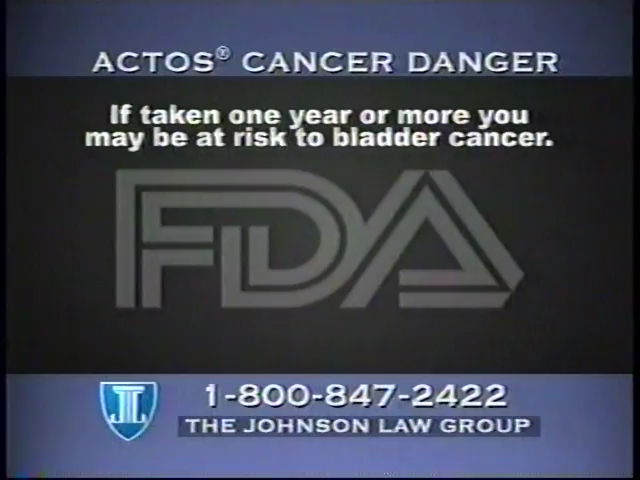 ACTOS® CANCER DANGER
If taken one year or more you
may be at risk to bladder cancer.
FDA
1-800-847-2422
THE JOHNSON LAW GROUP